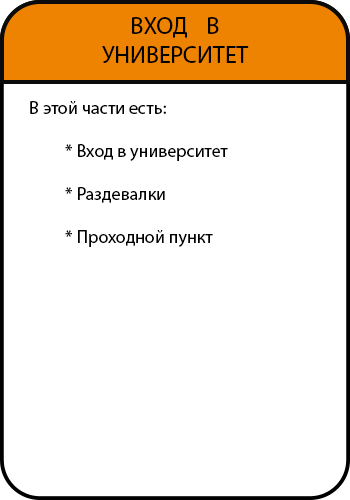 ВХОД В
УНИВЕРСИТЕТ
В этой части есть:
* Вход в университет
* Раздевалки
* Проходной пункт